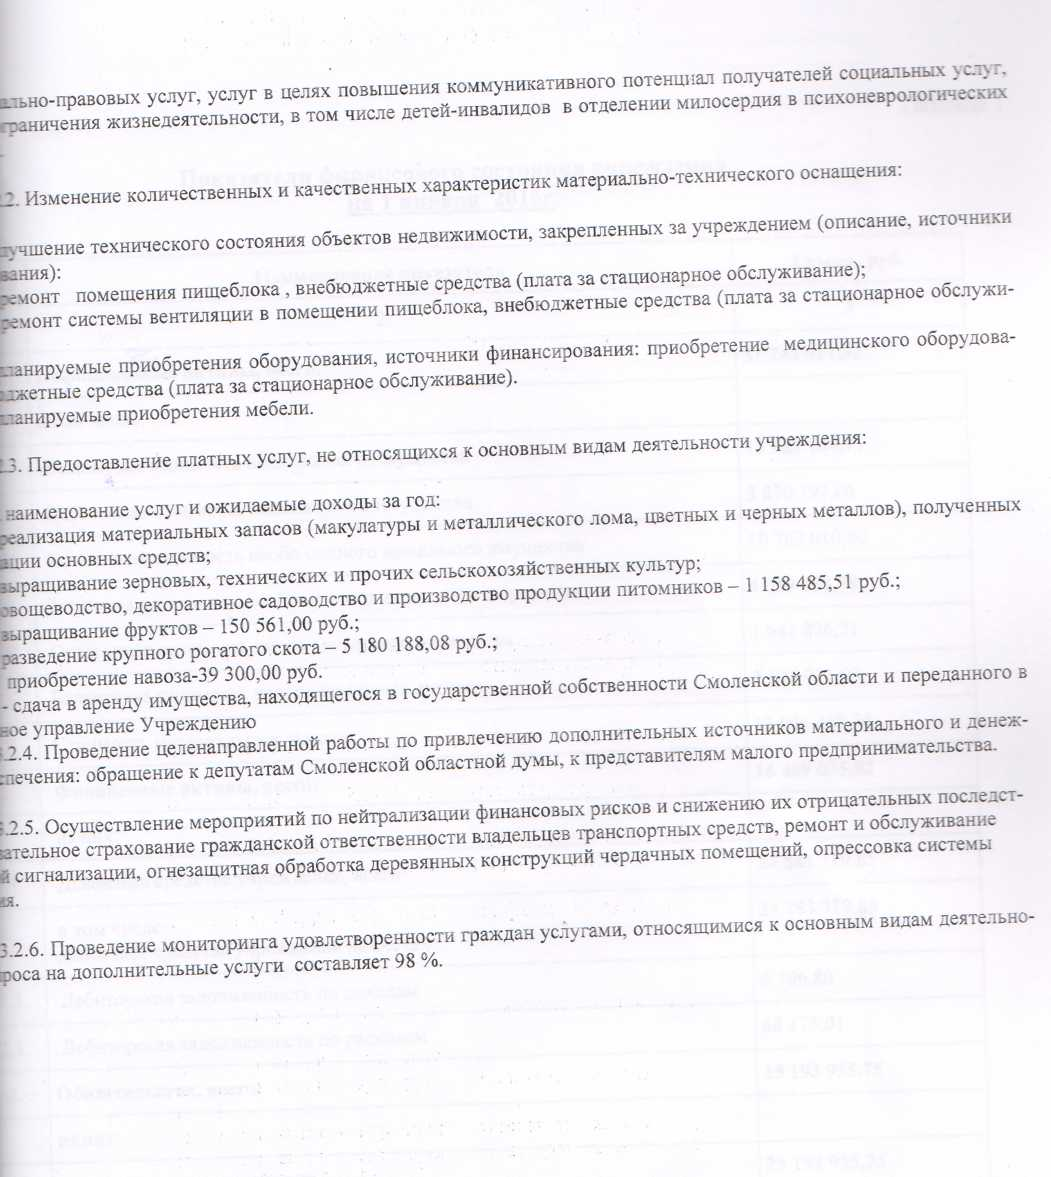 ально-правовых услуг, услуг в целях повышения коммуникативного потенциал получателей социальных услуг,
граничения жизнедеятельности, в том числе детей-инвалидов в отделении милосердия в психоневрологических
.2. Изменение количественных и качественных характеристик материально-технического оснащения:
лучшение технического состояния объектов недвижимости, закрепленных за учреждением (описание, источники
вания):
ремонт помещения пищеблока , внебюджетные средства (плата за стационарное обслуживание);
ремонт системы вентиляции в помещении пищеблока, внебюджетные средства (плата за стационарное обслужи-
ланируемые приобретения оборудования, источники финансирования: приобретение медицинского оборудова-
джетные средства (плата за стационарное обслуживание).
ланируемые приобретения мебели.
2.3. Предоставление платных услуг, не относящихся к основным видам деятельности учреждения:
наименование услуг и ожидаемые доходы за год:
реализация материальных запасов (макулатуры и металлического лома, цветных и черных металлов), полученных
ации основных средств;
выращивание зерновых, технических и прочих сельскохозяйственных культур;
овощеводство, декоративное садоводство и производство продукции питомников – 1 158 485,51 руб.;
выращивание фруктов – 150 561,00 руб.;
разведение крупного рогатого скота – 5 180 188,08 руб.;
приобретение навоза-39 300,00 руб.
- сдача в аренду имущества, находящегося в государственной собственности Смоленской области и переданного в
ное управление Учреждению
3.2.4. Проведение целенаправленной работы по привлечению дополнительных источников материального и денеж-
спечения: обращение к депутатам Смоленской областной думы, к представителям малого предпринимательства.
3.2.5. Осуществление мероприятий по нейтрализации финансовых рисков и снижению их отрицательных последст-
зательное страхование гражданской ответственности владельцев транспортных средств, ремонт и обслуживание
й сигнализации, огнезащитная обработка деревянных конструкций чердачных помещений, опрессовка системы
ия.
3.2.6. Проведение мониторинга удовлетворенности граждан услугами, относящимися к основным видам деятельно-
проса на дополнительные услуги составляет 98 %.